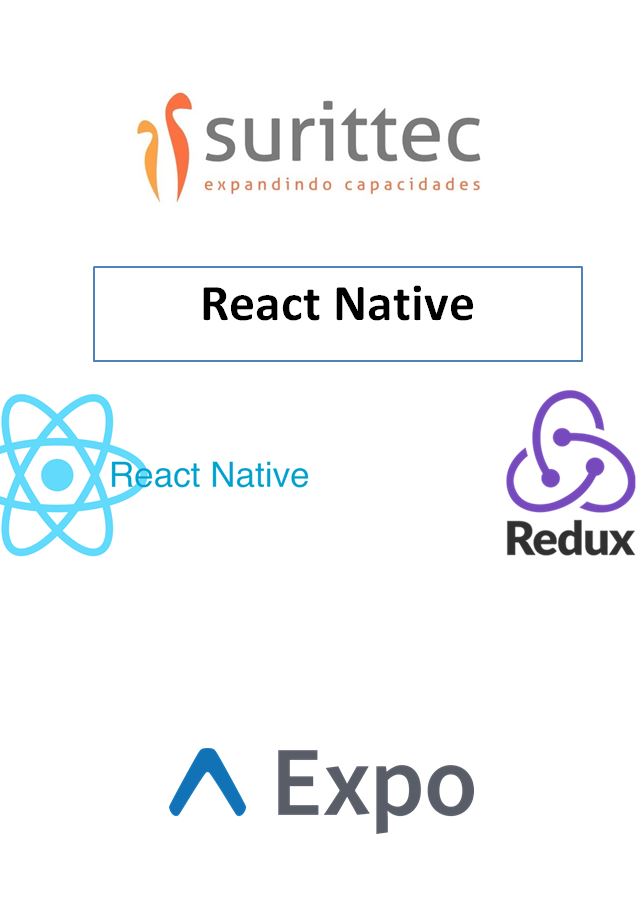 surittec
expandindo capacidades
React Native
React Native
Redux
Expo